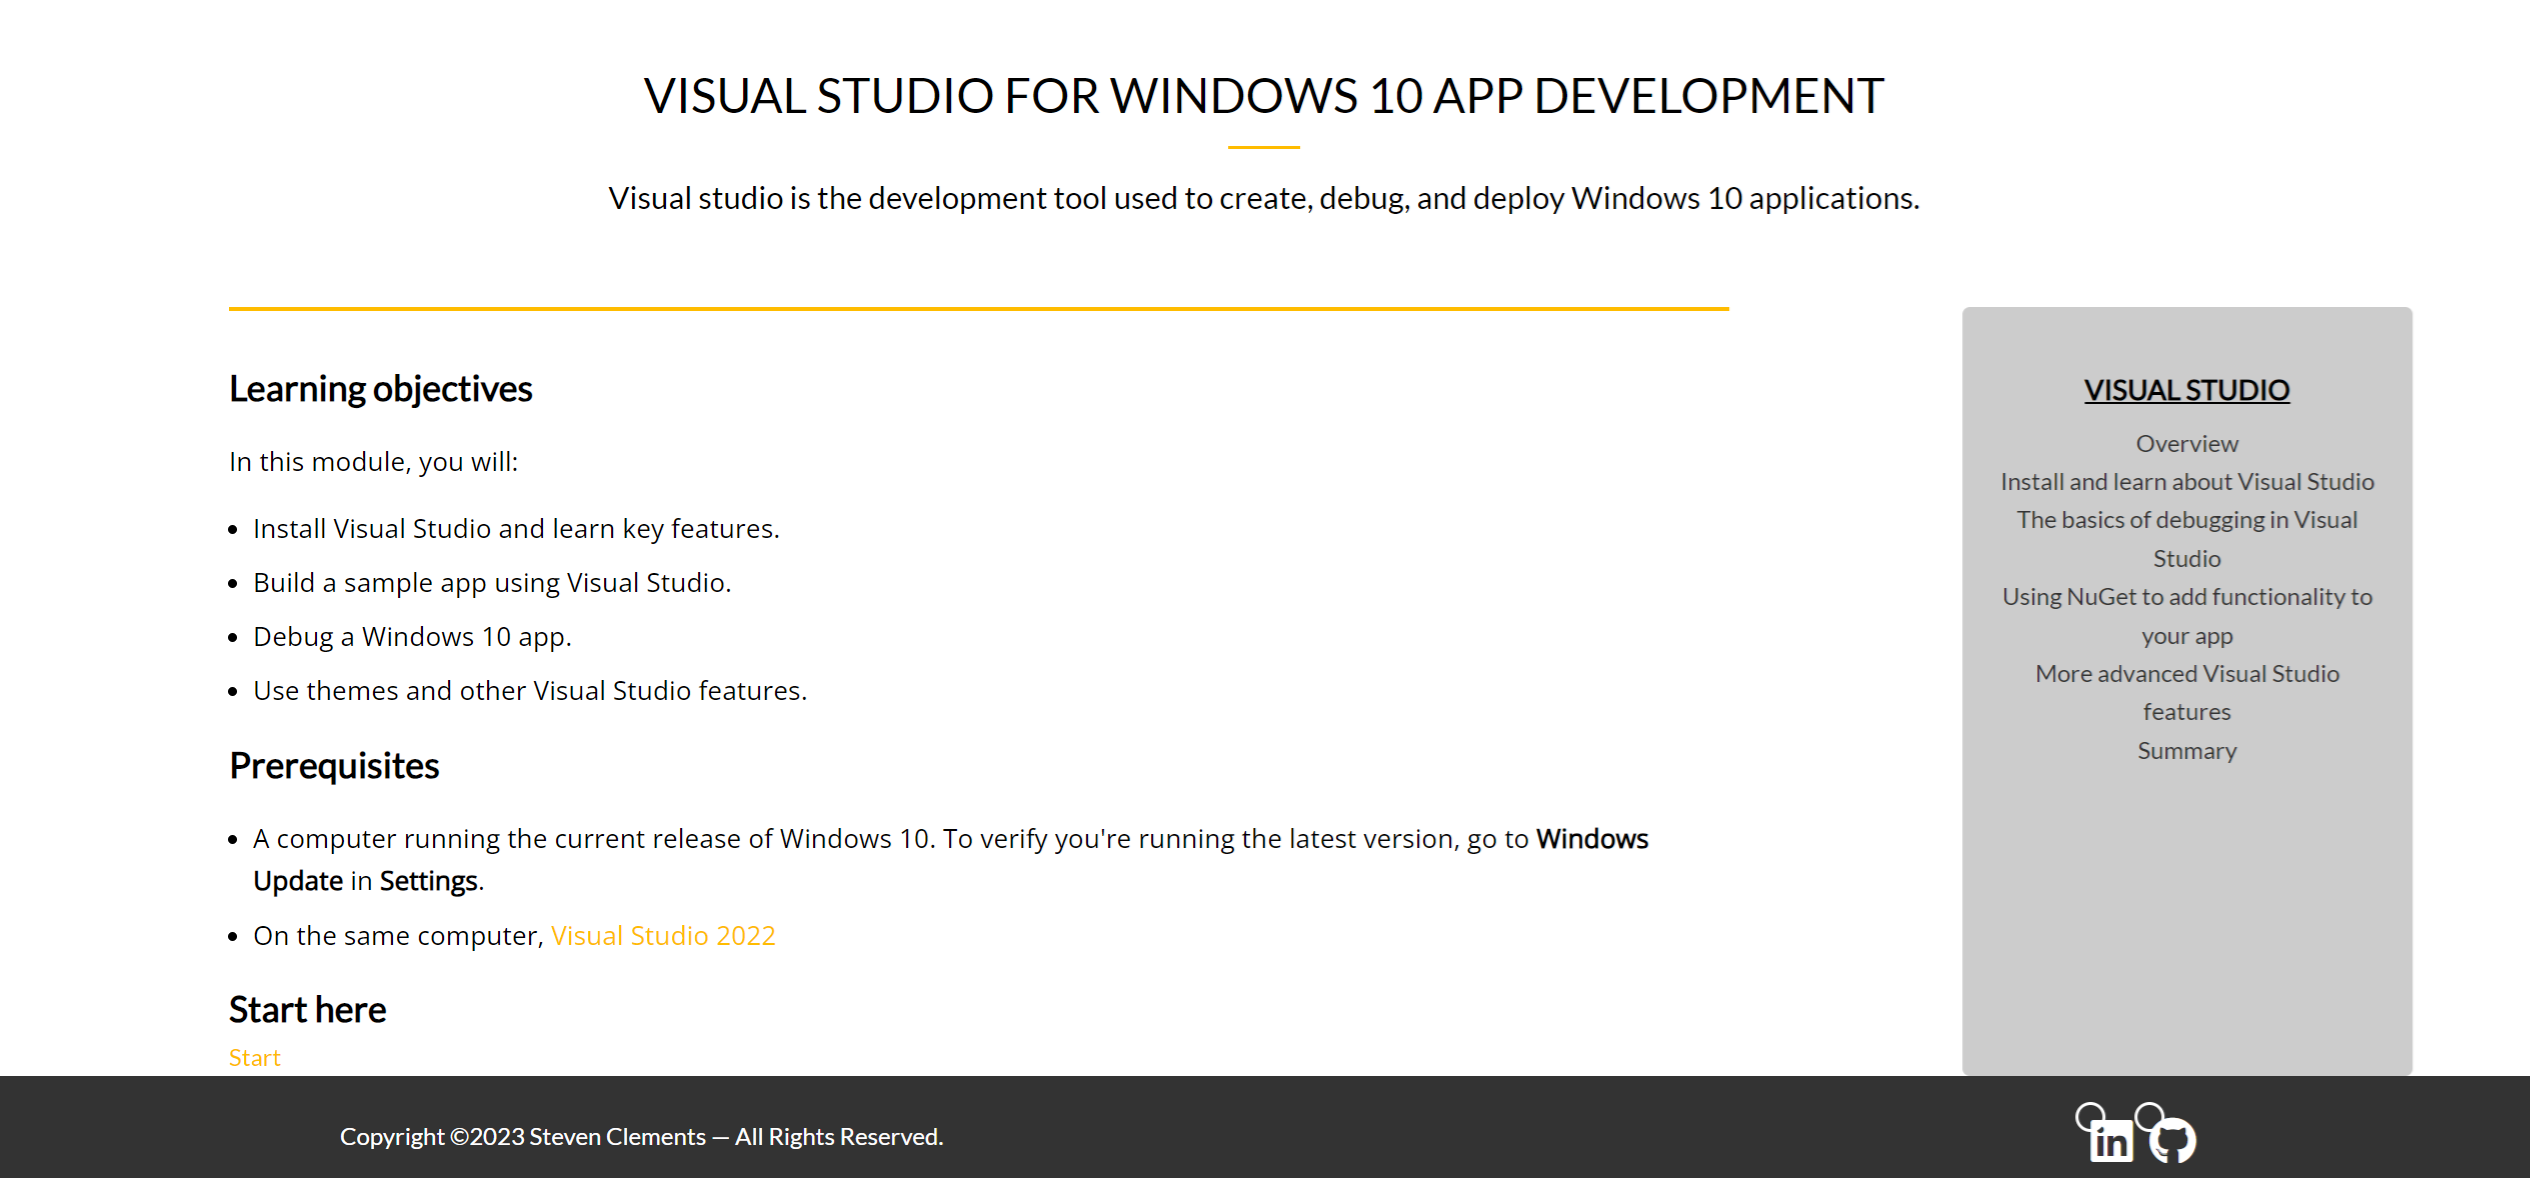 VISUAL STUDIO FOR WINDOWS 10 APP DEVELOPMENT
Visual studio is the development tool used to create, debug, and deploy Windows 10 applications.
Learning objectives
In this module, you will:
• Install Visual Studio and learn key features.
• Build a sample app using Visual Studio.
• Debug a Windows 10 app.
• Use themes and other Visual Studio features.
Prerequisites
• A computer running the current release of Windows 10. To verify you're running the latest version, go to Windows
Update in Settings.
• On the same computer, Visual Studio 2022
Start here
Start
VISUAL STUDIO
Overview
Install and learn about Visual Studio
The basics of debugging in Visual
Studio
Using NuGet to add functionality to
your app
More advanced Visual Studio
features
Summary
Copyright ©2023 Steven Clements — All Rights Reserved.
in